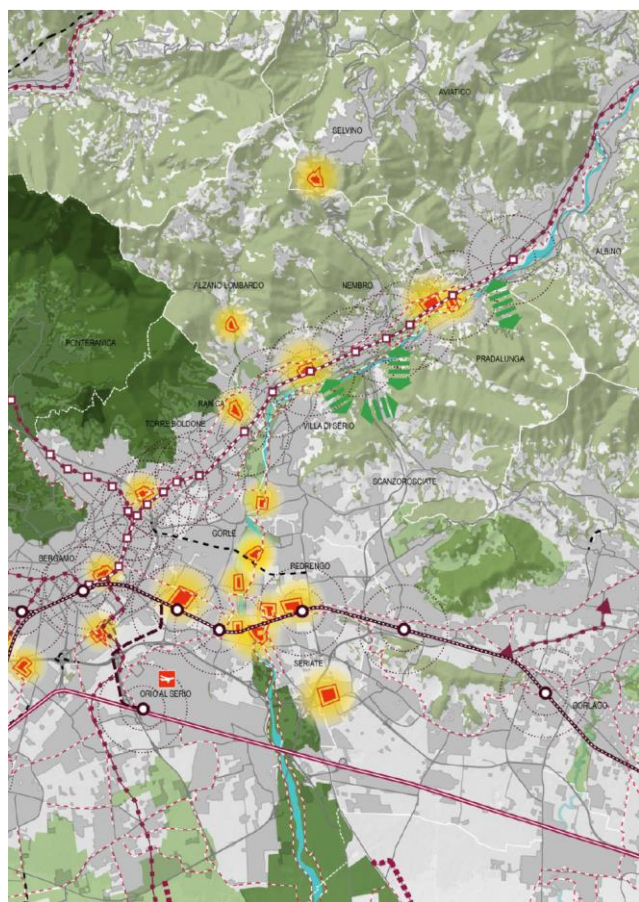 AVIATICO
SELVINO
ALBINO
NEMBRO
ALZANO LOMBARDO
PONTERANICA
PRADALUNGA
RANICA
TORRE BOLDONE
VILLA DI SERIO
SCANZOROSCIATE
GORLE
BERGAMO
PEDRENGO
SERIATE
ORIO AL SERIO
GORLAGO